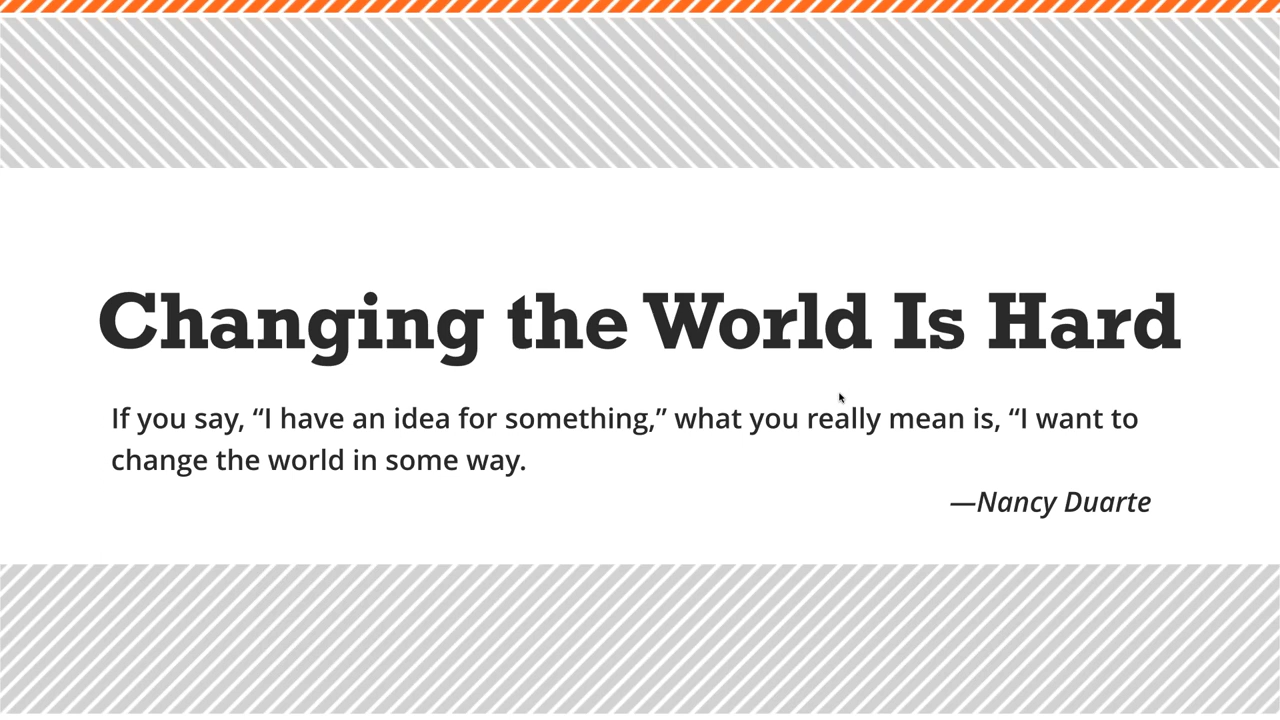 Changing the World Is Hard
If you say, “I have an idea for something,” what you really mean is, “I want to
change the world in some way.
—Nancy Duarte